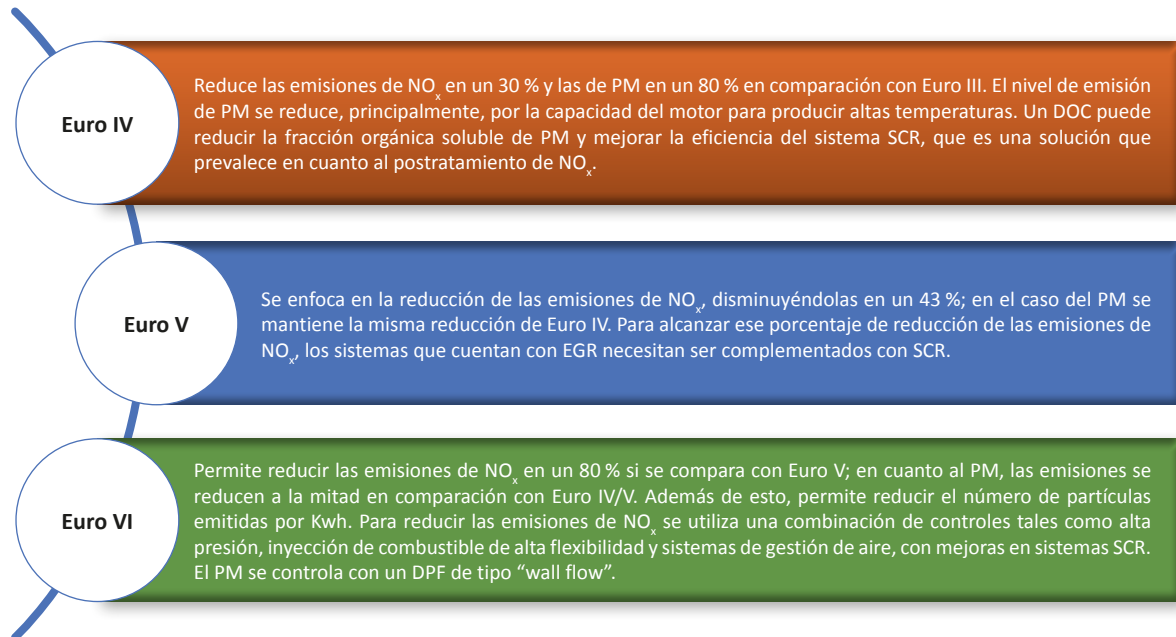 Euro IV
Reduce las emisiones de NOx en un 30 % y las de PM en un 80 % en comparación con Euro III. El nivel de emisión
de PM se reduce, principalmente, por la capacidad del motor para producir altas temperaturas. Un DOC puede
reducir la fracción orgánica soluble de PM y mejorar la eficiencia del sistema SCR, que es una solución que
prevalece en cuanto al postratamiento de NOx.
Euro V
Se enfoca en la reducción de las emisiones de NOx, disminuyéndolas en un 43 %; en el caso del PM se
mantiene la misma reducción de Euro IV. Para alcanzar ese porcentaje de reducción de las emisiones de
NOx, los sistemas que cuentan con EGR necesitan ser complementados con SCR.
Euro VI
Permite reducir las emisiones de NOx en un 80 % si se compara con Euro V; en cuanto al PM, las emisiones se
reducen a la mitad en comparación con Euro IV/V. Además de esto, permite reducir el número de partículas
emitidas por Kwh. Para reducir las emisiones de NOx se utiliza una combinación de controles tales como alta
presión, inyección de combustible de alta flexibilidad y sistemas de gestión de aire, con mejoras en sistemas SCR.
El PM se controla con un DPF de tipo “wall flow”.